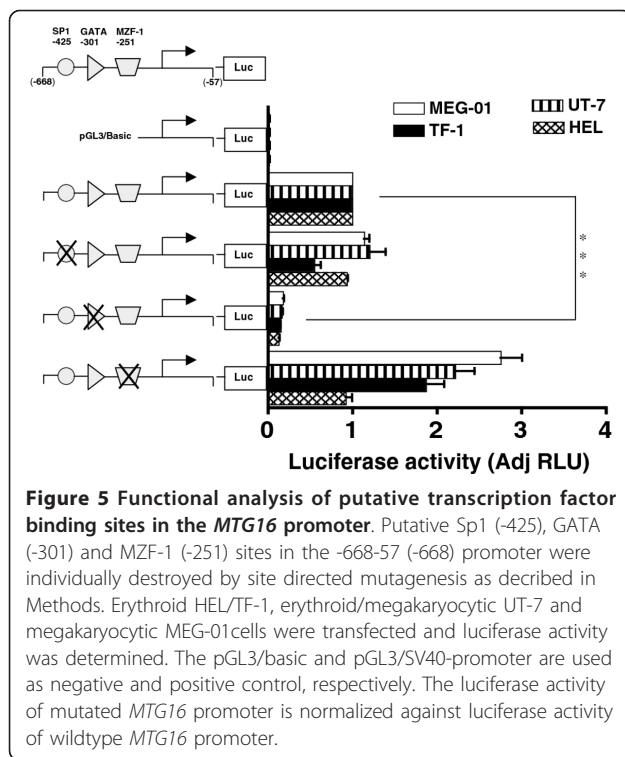 SP1 GATA MZF-1
-425 -301 -251
(-668) (-57) Luc
MEG-01 UT-7
TF-1 HEL
pGL3/Basic Luc
Luc
Luc
Luc
Luc
* * *
0 1 2 3 4
Luciferase activity (Adj RLU)
Figure 5 Functional analysis of putative transcription factor
binding sites in the MTG16 promoter. Putative Sp1 (-425), GATA
(-301) and MZF-1 (-251) sites in the -668-57 (-668) promoter were
individually destroyed by site directed mutagenesis as decribed in
Methods. Erythroid HEL/TF-1, erythroid/megakaryocytic UT-7 and
megakaryocytic MEG-01cells were transfected and luciferase activity
was determined. The pGL3/basic and pGL3/SV40-promoter are used
as negative and positive control, respectively. The luciferase activity
of mutated MTG16 promoter is normalized against luciferase activity
of wildtype MTG16 promoter.